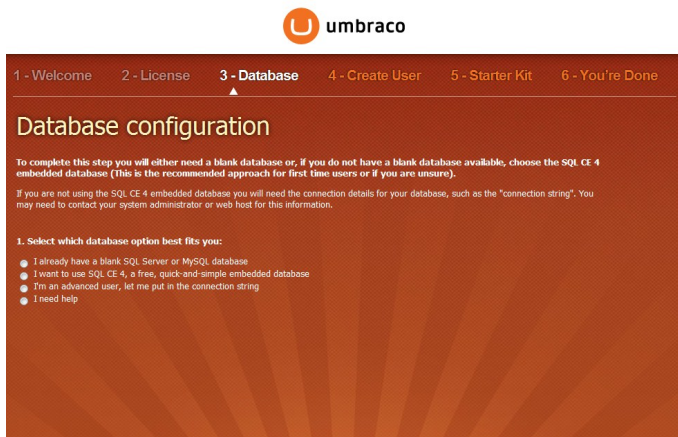 umbraco
1 - Welcome 2 - License 3 - Database 4 - Create User 5 - Starter Kit 6 - You're Done
Database configuration
To complete this step you will either need a blank database or, if you do not have a blank database available, choose the SQL CE 4
embedded database (This is the recommended approach for first time users or if you are unsure).
If you are not using the SQL CE 4 embedded database you will need the connection details for your database, such as the "connection string". You
may need to contact your system administrator or web host for this information.
1. Select which database option best fits you:
I already have a blank SQL Server or MySQL database
I want to use SQL CE 4, a free, quick-and-simple embedded database
I'm an advanced user, let me put in the connection string
I need help